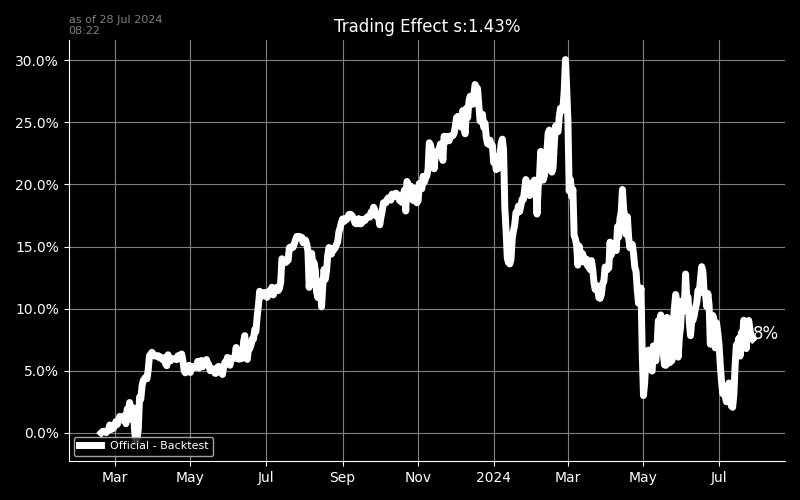 as of 28 Jul 2024
08:22
Trading Effect s:1.43%
30.0%
25.0%
20.0%
15.0%
10.0%
5.0%
0.0%
8%
Official - Backtest
Mar May Jul Sep Nov 2024 Mar May Jul